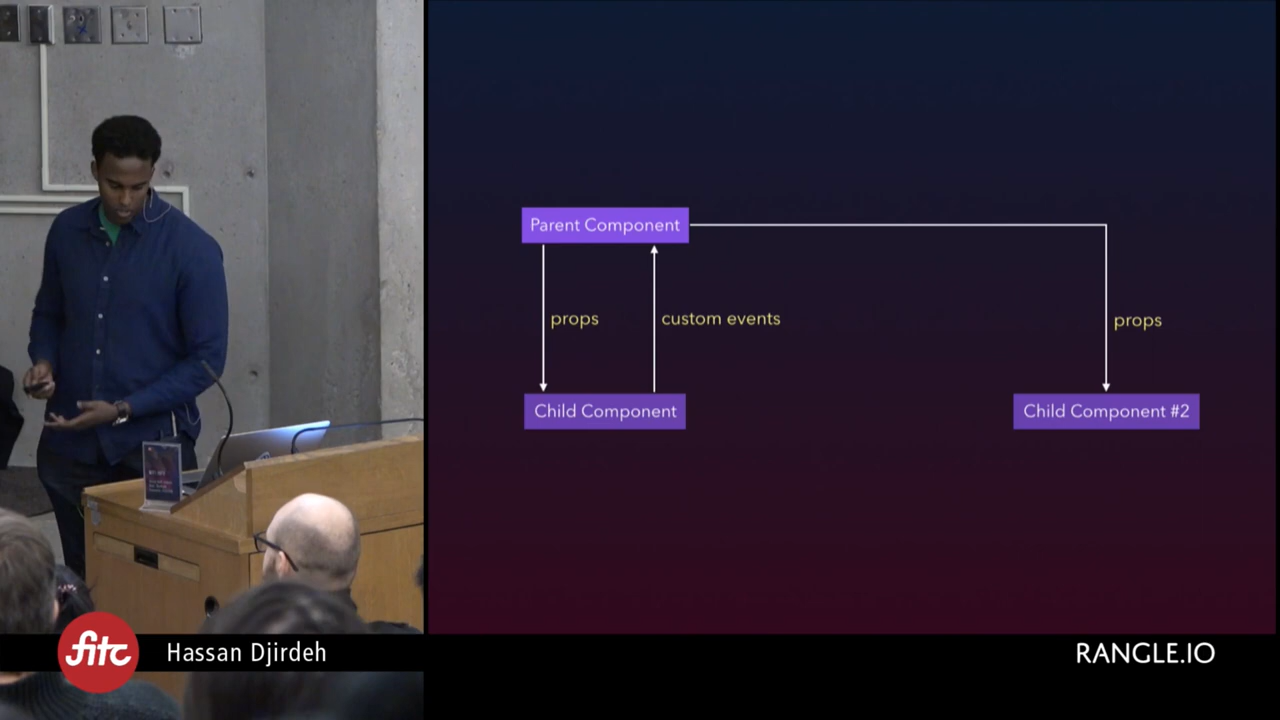 Parent Component
props
custom events
props
Child Component
Child Component #2
fitc
Hassan Djirdeh
RANGLE.IO